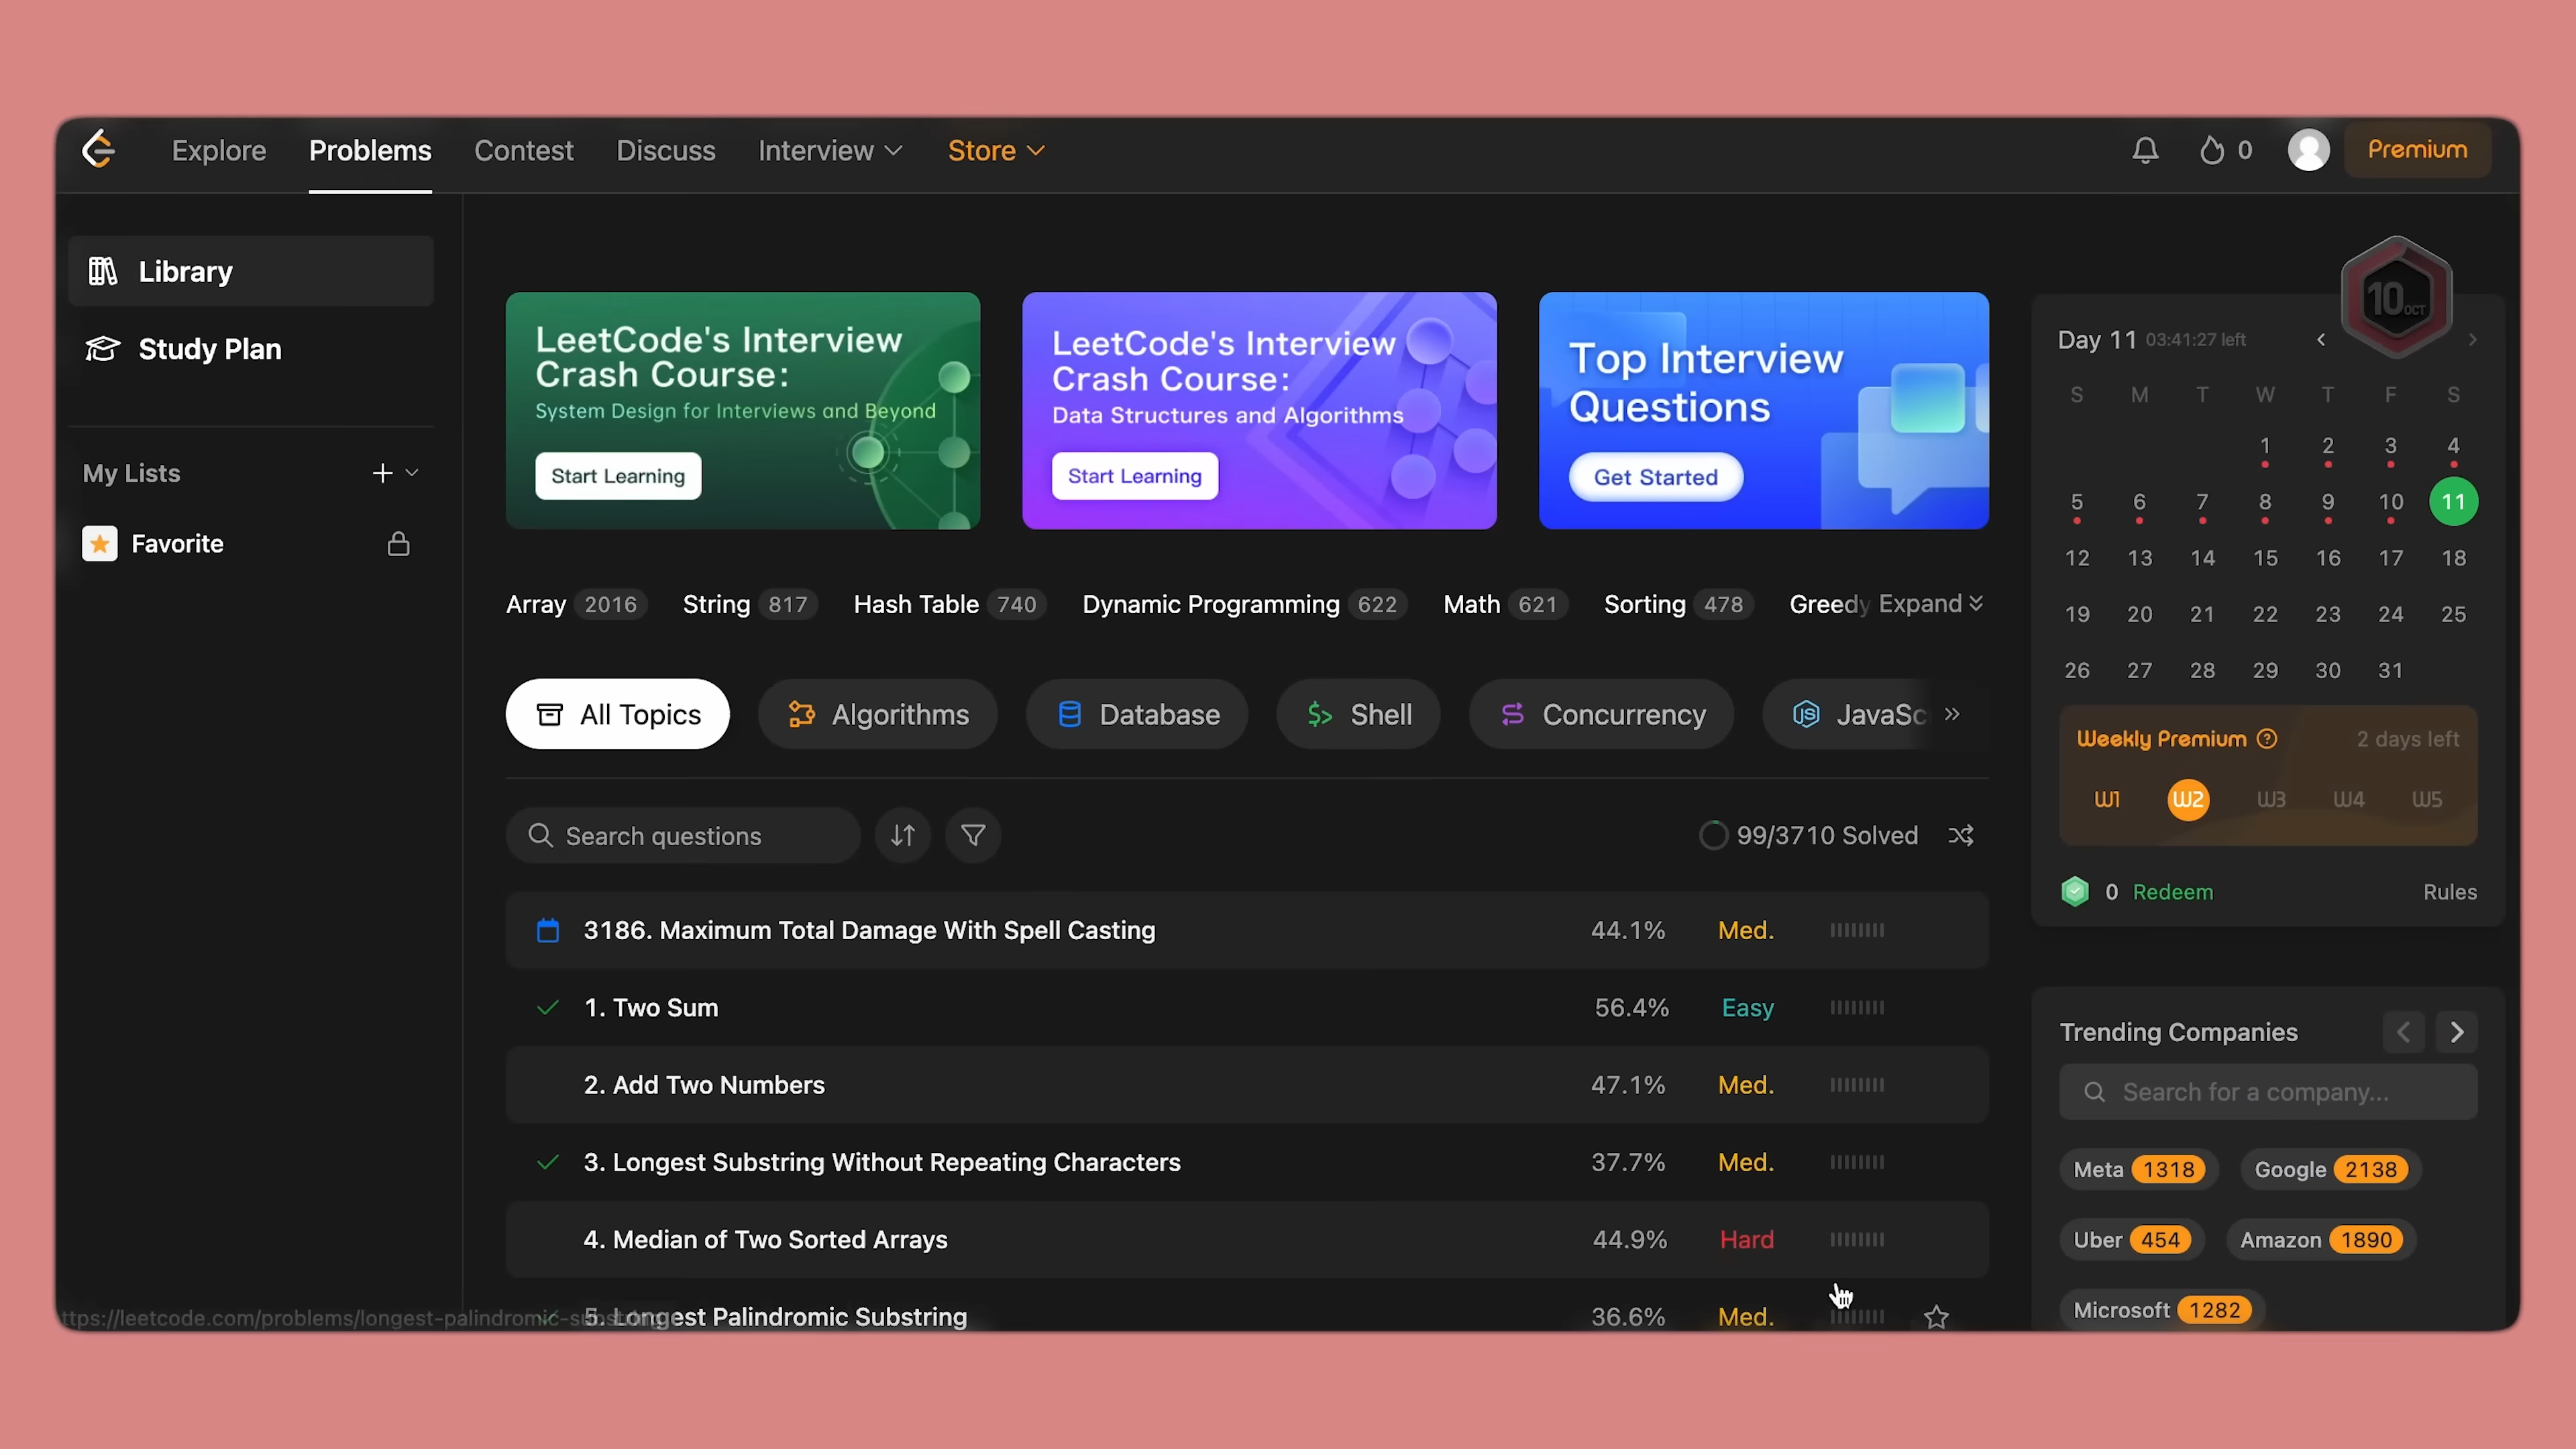 Explore Problems Contest Discuss Interview Store 0 Premium
Library
Study Plan
My Lists
Favorite
LeetCode's Interview
Crash Course:
System Design for Interviews and Beyond
Start Learning
LeetCode's Interview
Crash Course:
Data Structures and Algorithms
Start Learning
Top Interview
Questions
Get Started
Array 2016 String 817 Hash Table 740 Dynamic Programming 622 Math 621 Sorting 478 Greedy Expand
All Topics Algorithms Database Shell Concurrency JavaSc
Search questions 99/3710 Solved
3186. Maximum Total Damage With Spell Casting 44.1% Med.
1. Two Sum 56.4% Easy
2. Add Two Numbers 47.1% Med.
3. Longest Substring Without Repeating Characters 37.7% Med.
4. Median of Two Sorted Arrays 44.9% Hard
5. Longest Palindromic Substring 36.6% Med.
Day 11 03:41:27 left
10 OCT
S M T W T F S
1 2 3 4
5 6 7 8 9 10 11
12 13 14 15 16 17 18
19 20 21 22 23 24 25
26 27 28 29 30 31
Weekly Premium 2 days left
W1 W2 W3 W4 W5
0 Redeem Rules
Trending Companies
Search for a company...
Meta 1318 Google 2138
Uber 454 Amazon 1890
Microsoft 1282